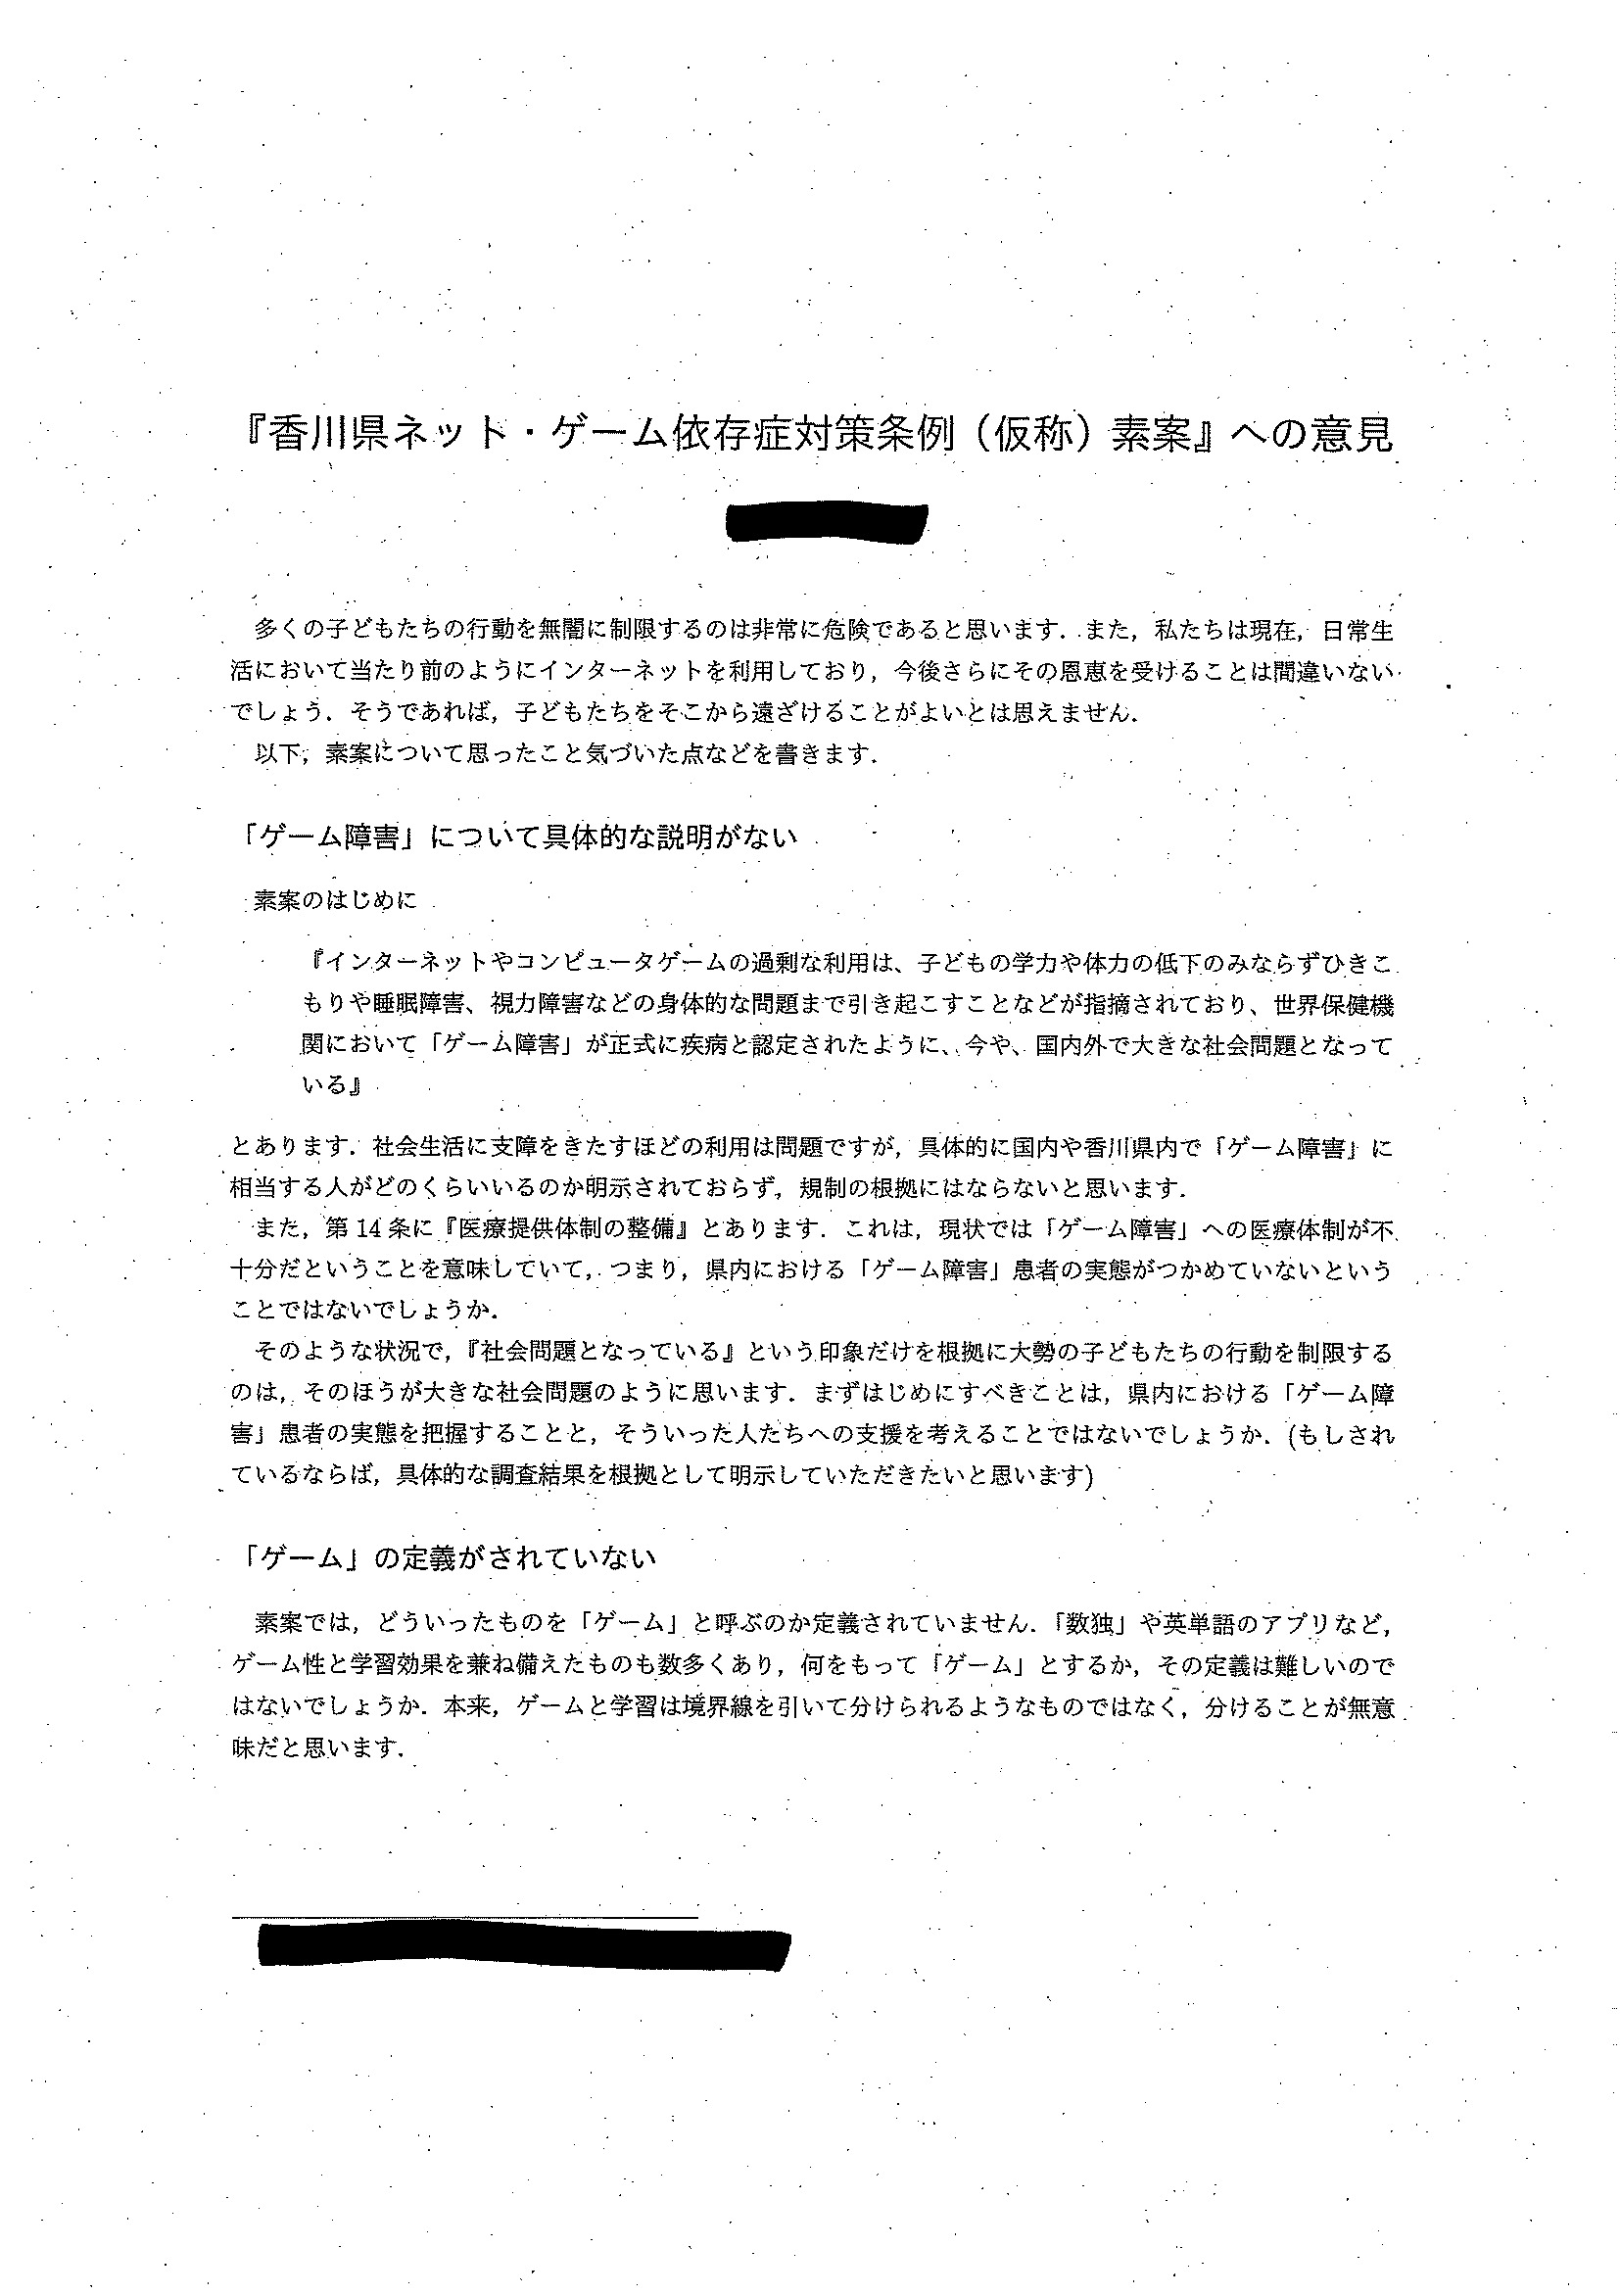 『香川県ネット・ゲーム依存症対策条例（仮称）素案』への意見
多くの子どもたちの行動を無闇に制限するのは非常に危険であると思います．また，私たちは現在，日常生
活において当たり前のようにインターネットを利用しており，今後さらにその恩恵を受けることは間違いない
でしょう．そうであれば，子どもたちをそこから遠ざけることがよいとは思えません．
以下，素案について思ったこと気づいた点などを書きます．
「ゲーム障害」について具体的な説明がない
素案のはじめに
『インターネットやコンピュータゲームの過剰な利用は、子どもの学力や体力の低下のみならずひきこ
もりや睡眠障害、視力障害などの身体的な問題まで引き起こすことなどが指摘されており、世界保健機
関において「ゲーム障害」が正式に疾病と認定されたように、今や、国内外で大きな社会問題となって
いる』
とあります．社会生活に支障をきたすほどの利用は問題ですが，具体的に国内や香川県内で「ゲーム障害」に
相当する人がどのくらいいるのか明示されておらず，規制の根拠にはならないと思います．
また，第 14 条に『医療提供体制の整備』とあります．これは，現状では「ゲーム障害」への医療体制が不
十分だということを意味していて，つまり，県内における「ゲーム障害」患者の実態がつかめていないという
ことではないでしょうか．
そのような状況で，『社会問題となっている』という印象だけを根拠に大勢の子どもたちの行動を制限する
のは，そのほうが大きな社会問題のように思います．まずはじめにすべきことは，県内における「ゲーム障
害」患者の実態を把握することと，そういった人たちへの支援を考えることではないでしょうか．(もしされ
ているならば，具体的な調査結果を根拠として明示していただきたいと思います)
「ゲーム」の定義がされていない
素案では，どういったものを「ゲーム」と呼ぶのか定義されていません．「数独」や英単語のアプリなど，
ゲーム性と学習効果を兼ね備えたものも数多くあり，何をもって「ゲーム」とするか，その定義は難しいので
はないでしょうか．本来，ゲームと学習は境界線を引いて分けられるようなものではなく，分けることが無意
味だと思います．